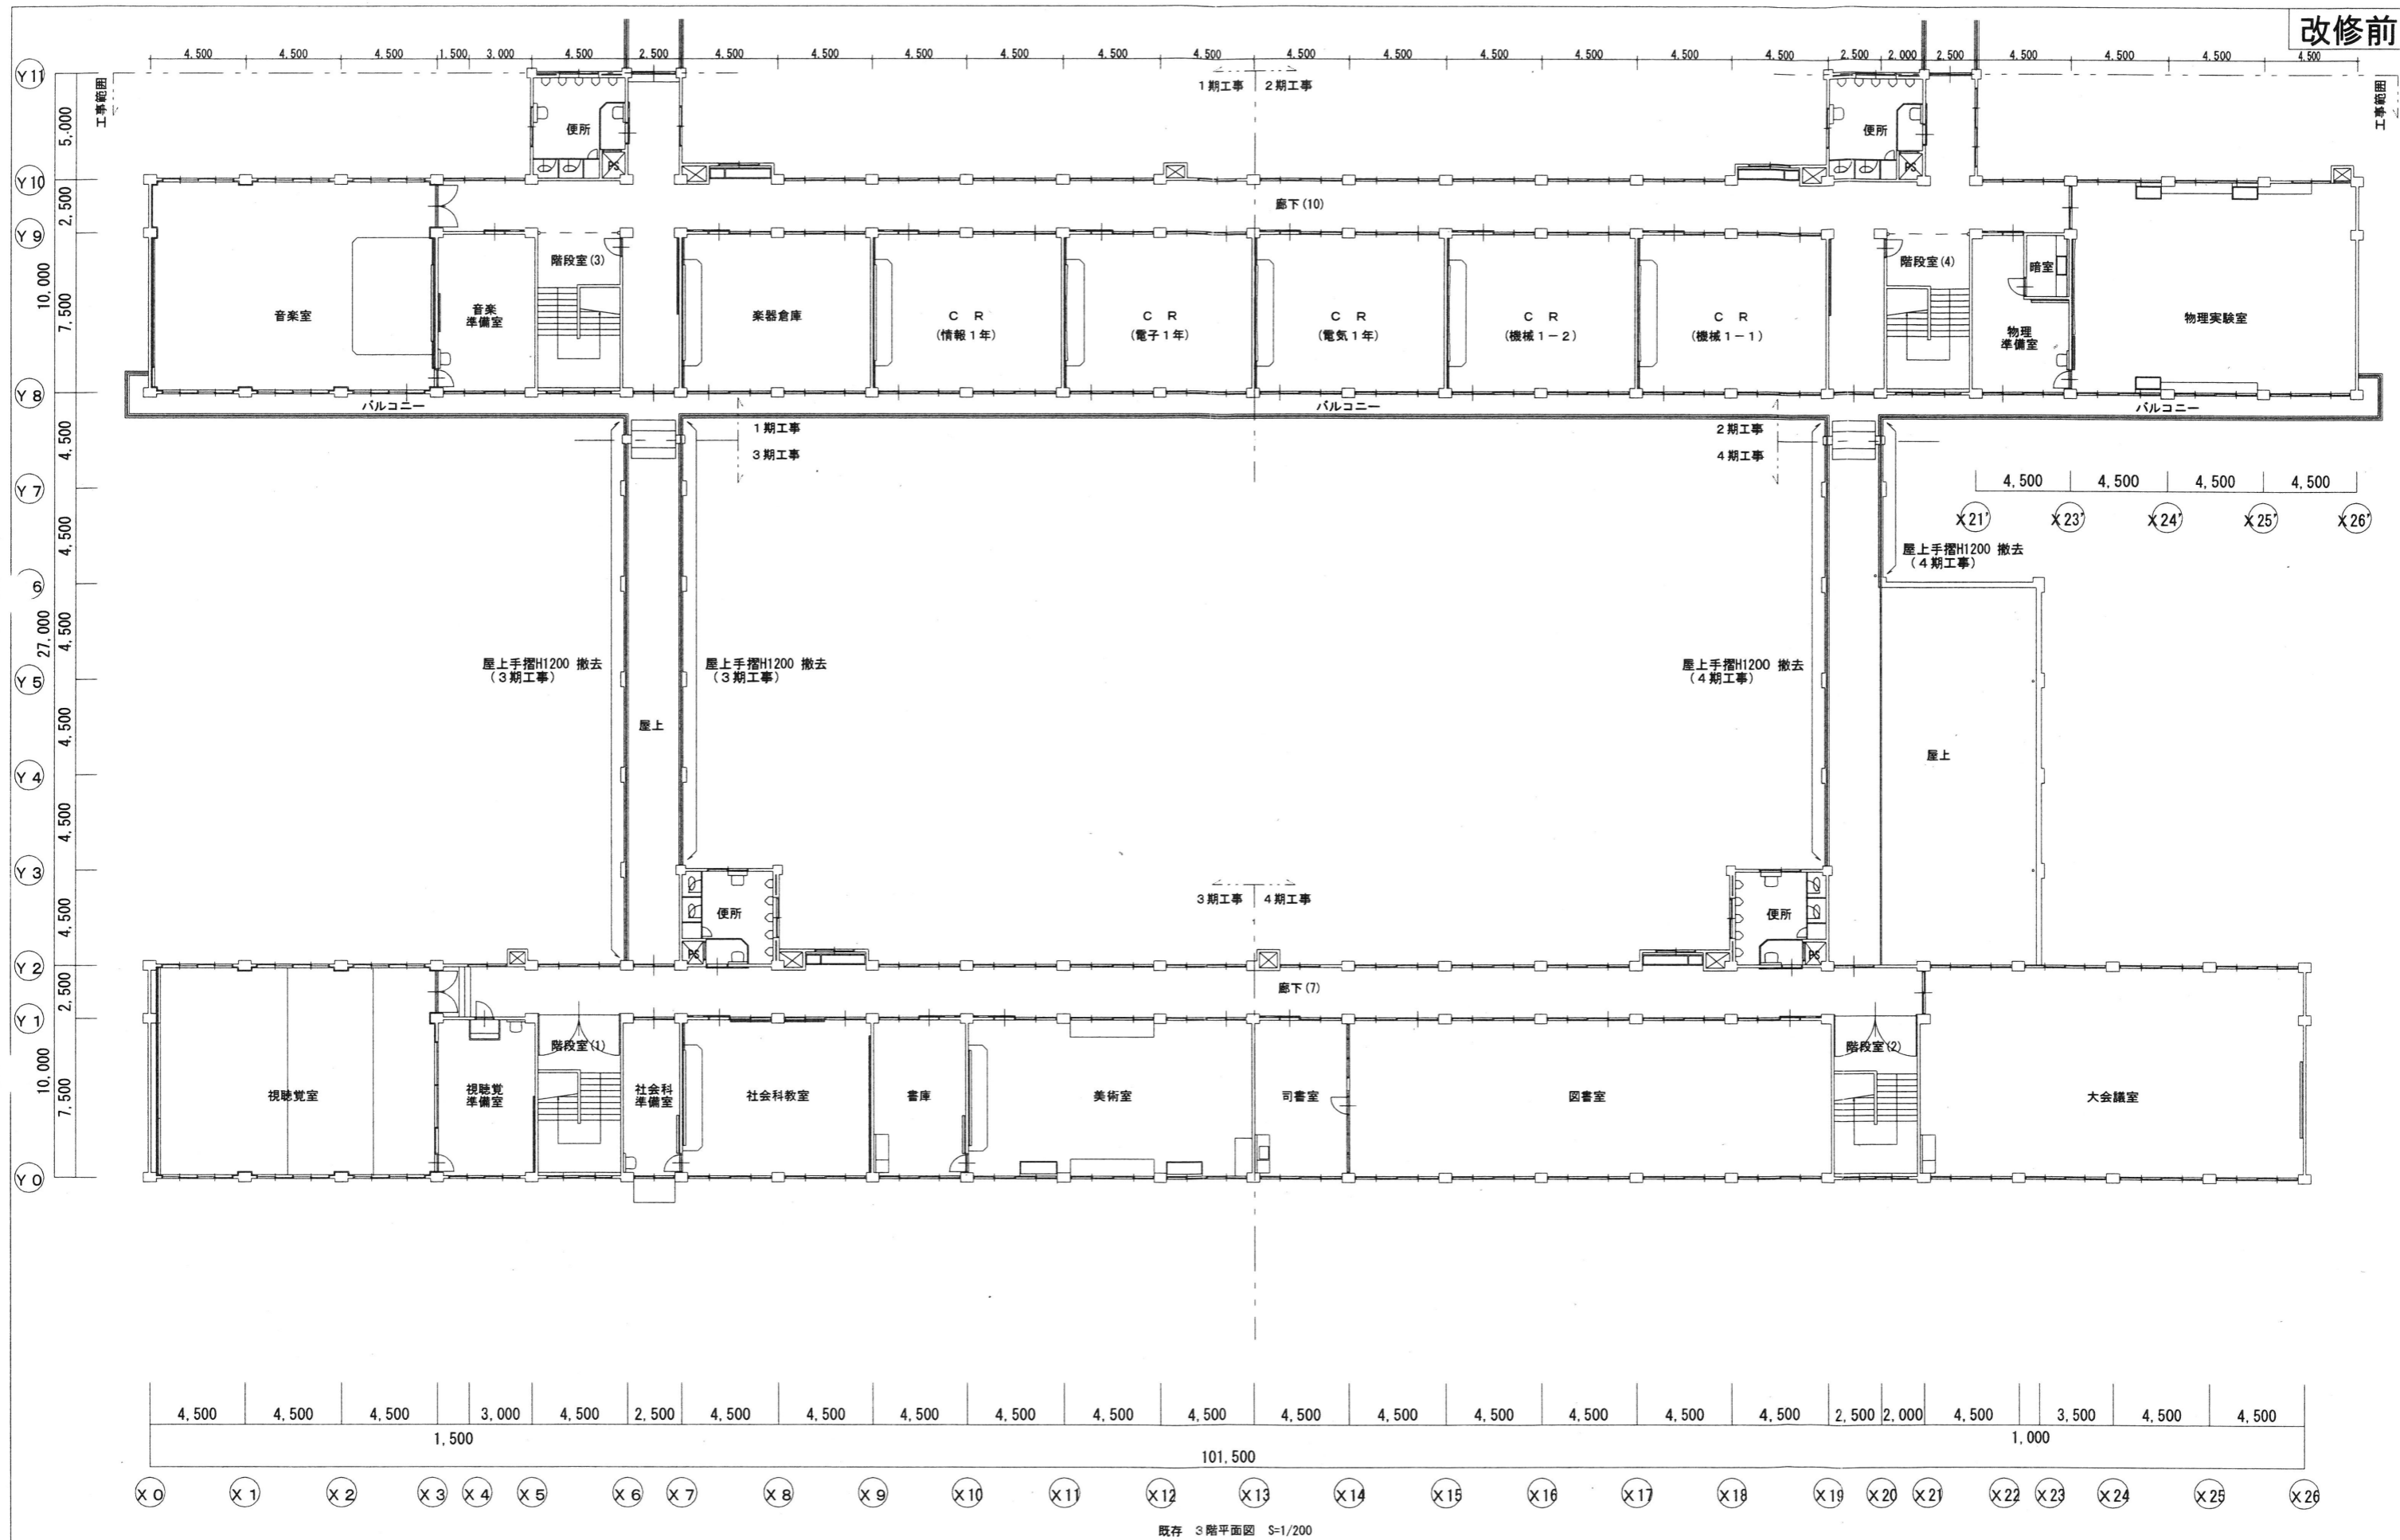 改修前
4,500 4,500 4,500 1,500 3,000 4,500 2,500 4,500 4,500 4,500 4,500 4,500 4,500 4,500 4,500 4,500 4,500 4,500 4,500 2,500 2,000 2,500 4,500 4,500 4,500 4,500
Y11
工事範囲
1期工事 2期工事
工事範囲
5,000
便所
便所
PS
PS
Y10
2,500
廊下(10)
Y9
階段室(3)
階段室(4)
暗室
10,000
7,500
音楽室
音楽
準備室
楽器倉庫
CR
(情報1年)
CR
(電子1年)
CR
(電気1年)
CR
(機械1-2)
CR
(機械1-1)
物理
準備室
物理実験室
Y8
バルコニー
バルコニー
バルコニー
1期工事
3期工事
2期工事
4期工事
4,500
Y7
4,500 4,500 4,500 4,500
X21' X23' X24' X25' X26'
4,500
屋上手摺H1200 撤去
(4期工事)
6
27,000
4,500
屋上手摺H1200 撤去
(3期工事)
屋上手摺H1200 撤去
(3期工事)
屋上手摺H1200 撤去
(4期工事)
Y5
4,500
屋上
屋上
Y4
4,500
Y3
3期工事 4期工事
4,500
便所
便所
PS
PS
Y2
2,500
廊下(7)
Y1
階段室(1)
階段室(2)
10,000
7,500
視聴覚室
視聴覚
準備室
社会科
準備室
社会科教室
書庫
美術室
司書室
図書室
大会議室
Y0
4,500 4,500 4,500 3,000 4,500 2,500 4,500 4,500 4,500 4,500 4,500 4,500 4,500 4,500 4,500 4,500 4,500 4,500 2,500 2,000 4,500 3,500 4,500 4,500
1,500
1,000
101,500
X0 X1 X2 X3 X4 X5 X6 X7 X8 X9 X10 X11 X12 X13 X14 X15 X16 X17 X18 X19 X20 X21 X22 X23 X24 X25 X26
既存 3階平面図 S=1/200